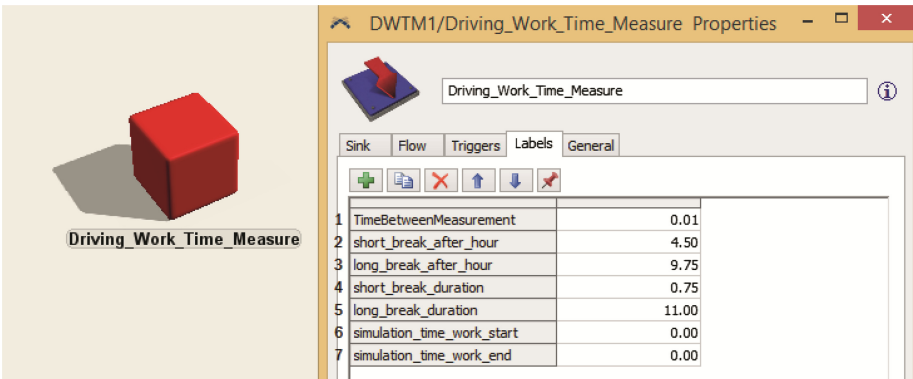 DWTM1/Driving_Work_Time_Measure Properties
Driving_Work_Time_Measure
Sink Flow Triggers Labels General
1 TimeBetweenMeasurement 0.01
2 short_break_after_hour 4.50
3 long_break_after_hour 9.75
4 short_break_duration 0.75
5 long_break_duration 11.00
6 simulation_time_work_start 0.00
7 simulation_time_work_end 0.00
Driving_Work_Time_Measure